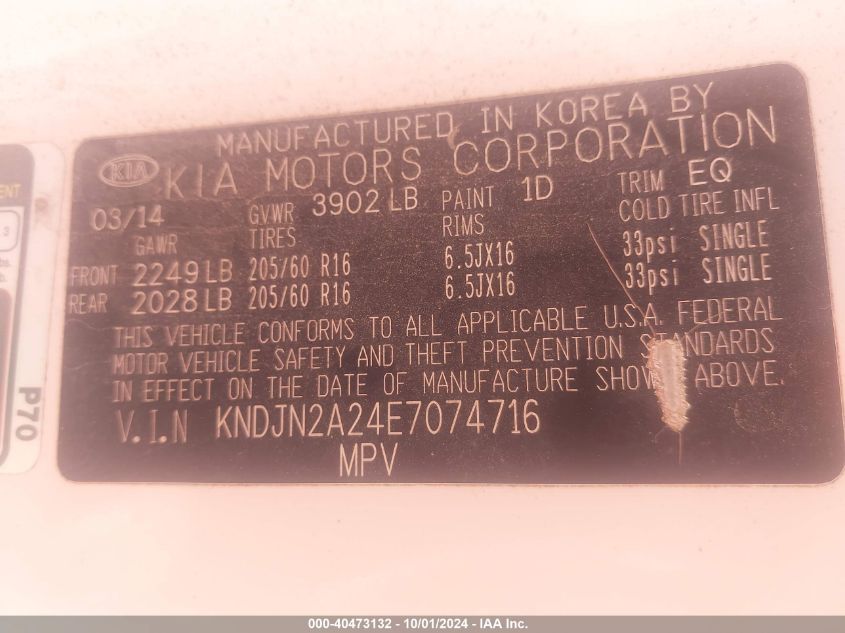 MANUFACTURED IN KOREA BY
KIA KIA MOTORS CORPORATION
03/14 GVWR 3902 LB PAINT 1D TRIM EQ
GAWR TIRES RIMS COLD TIRE INFL
FRONT 2249 LB 205/60 R16 6.5JX16 33psi SINGLE
REAR 2028 LB 205/60 R16 6.5JX16 33psi SINGLE
THIS VEHICLE CONFORMS TO ALL APPLICABLE U.S.A. FEDERAL
MOTOR VEHICLE SAFETY AND THEFT PREVENTION STANDARDS
IN EFFECT ON THE DATE OF MANUFACTURE SHOWN ABOVE.
V.I.N KNDJN2A24E7074716
MPV
P70
000-40473132 - 10/01/2024 - IAA Inc.